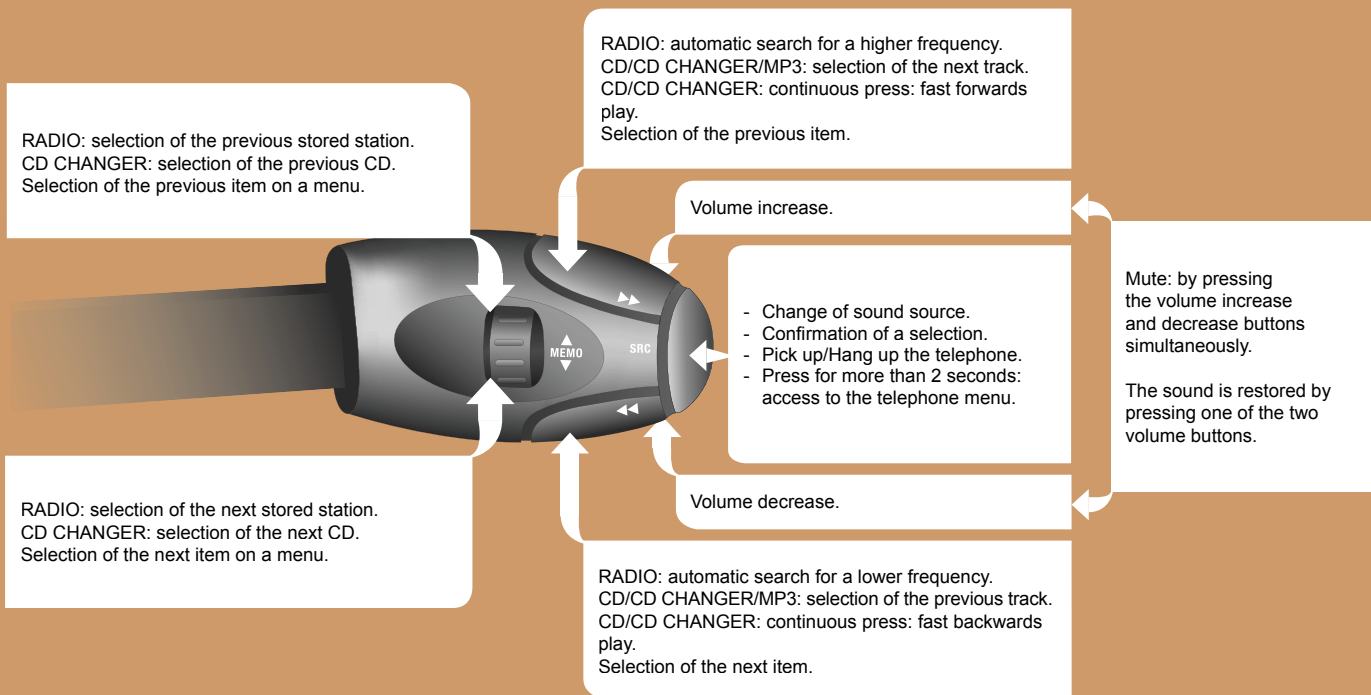 RADIO: automatic search for a higher frequency.
CD/CD CHANGER/MP3: selection of the next track.
CD/CD CHANGER: continuous press: fast forwards
play.
Selection of the previous item.
RADIO: selection of the previous stored station.
CD CHANGER: selection of the previous CD.
Selection of the previous item on a menu.
Volume increase.
- Change of sound source.
- Confirmation of a selection.
- Pick up/Hang up the telephone.
- Press for more than 2 seconds:
access to the telephone menu.
Mute: by pressing
the volume increase
and decrease buttons
simultaneously.
The sound is restored by
pressing one of the two
volume buttons.
MEMO
SRC
Volume decrease.
RADIO: selection of the next stored station.
CD CHANGER: selection of the next CD.
Selection of the next item on a menu.
RADIO: automatic search for a lower frequency.
CD/CD CHANGER/MP3: selection of the previous track.
CD/CD CHANGER: continuous press: fast backwards
play.
Selection of the next item.